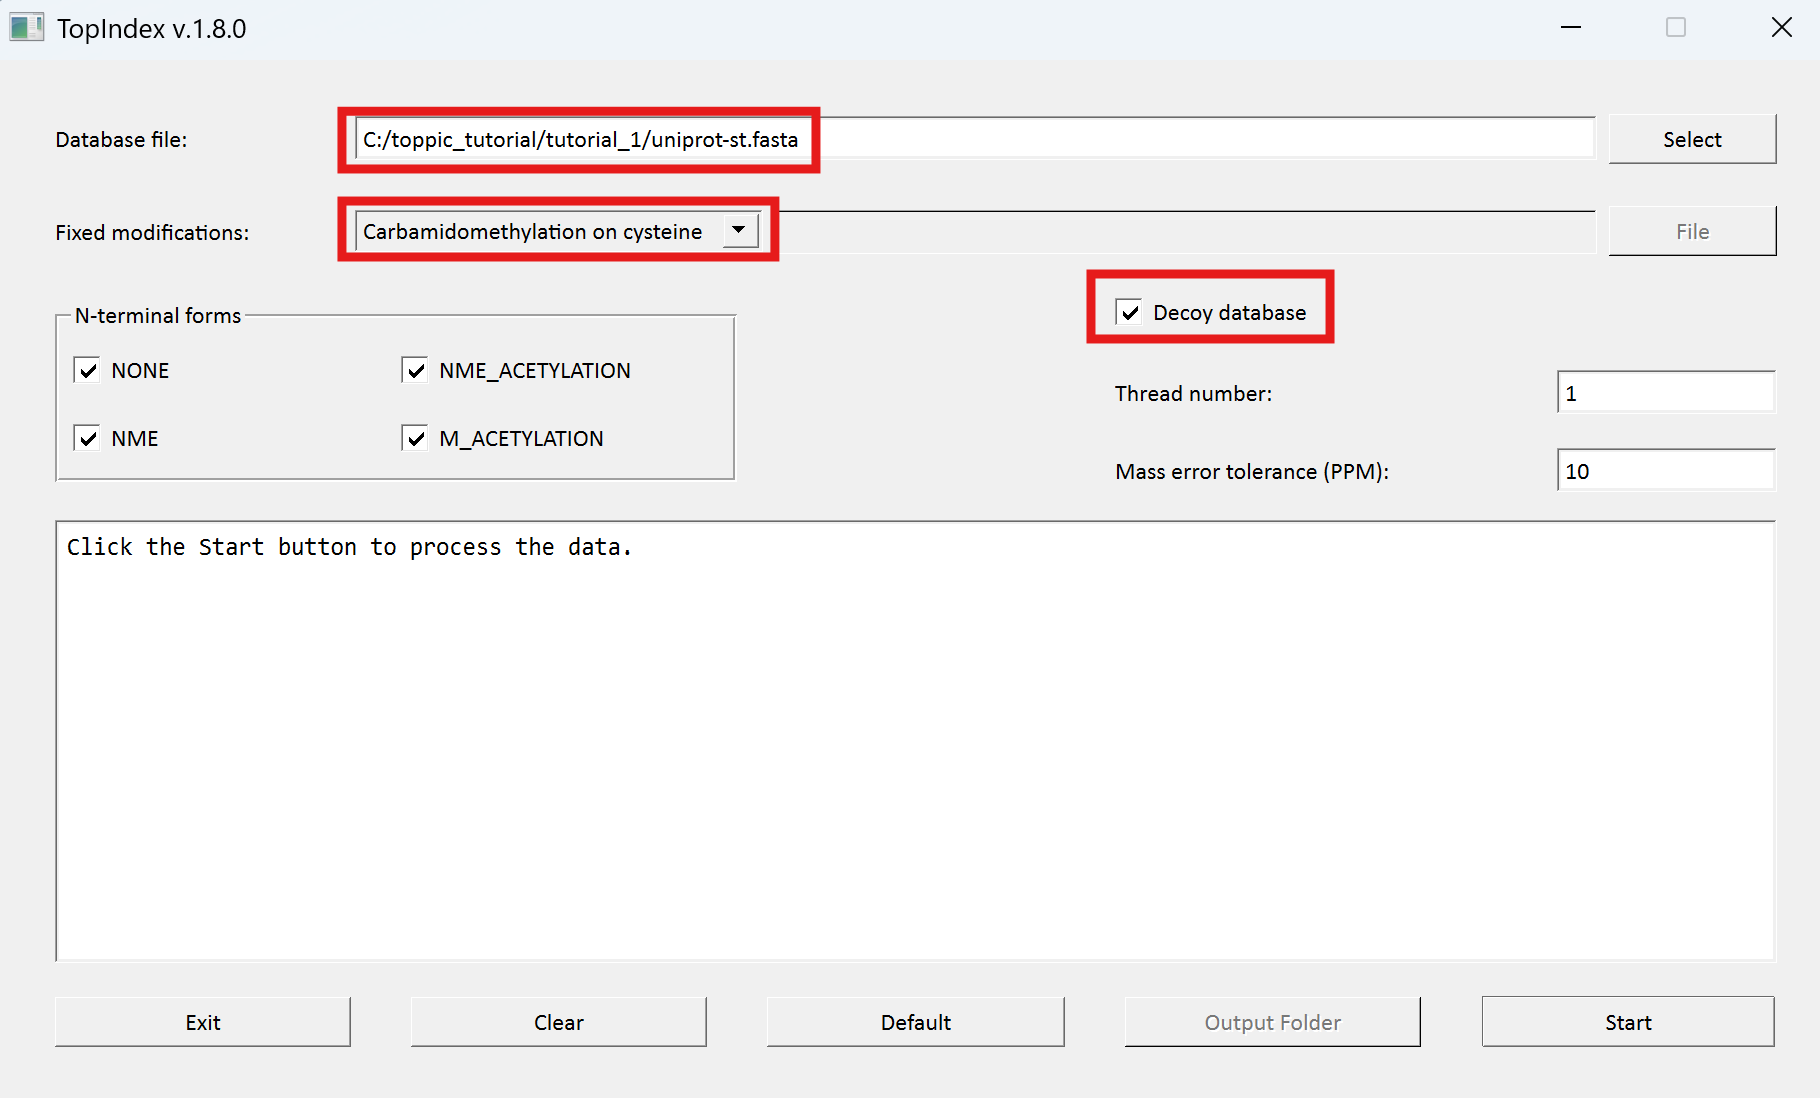 TopIndex v.1.8.0
Database file: C:/toppic_tutorial/tutorial_1/uniprot-st.fasta Select
Fixed modifications: Carbamidomethylation on cysteine File
N-terminal forms Decoy database
NONE NME_ACETYLATION
Thread number: 1
NME M_ACETYLATION
Mass error tolerance (PPM): 10
Click the Start button to process the data.
Exit Clear Default Output Folder Start